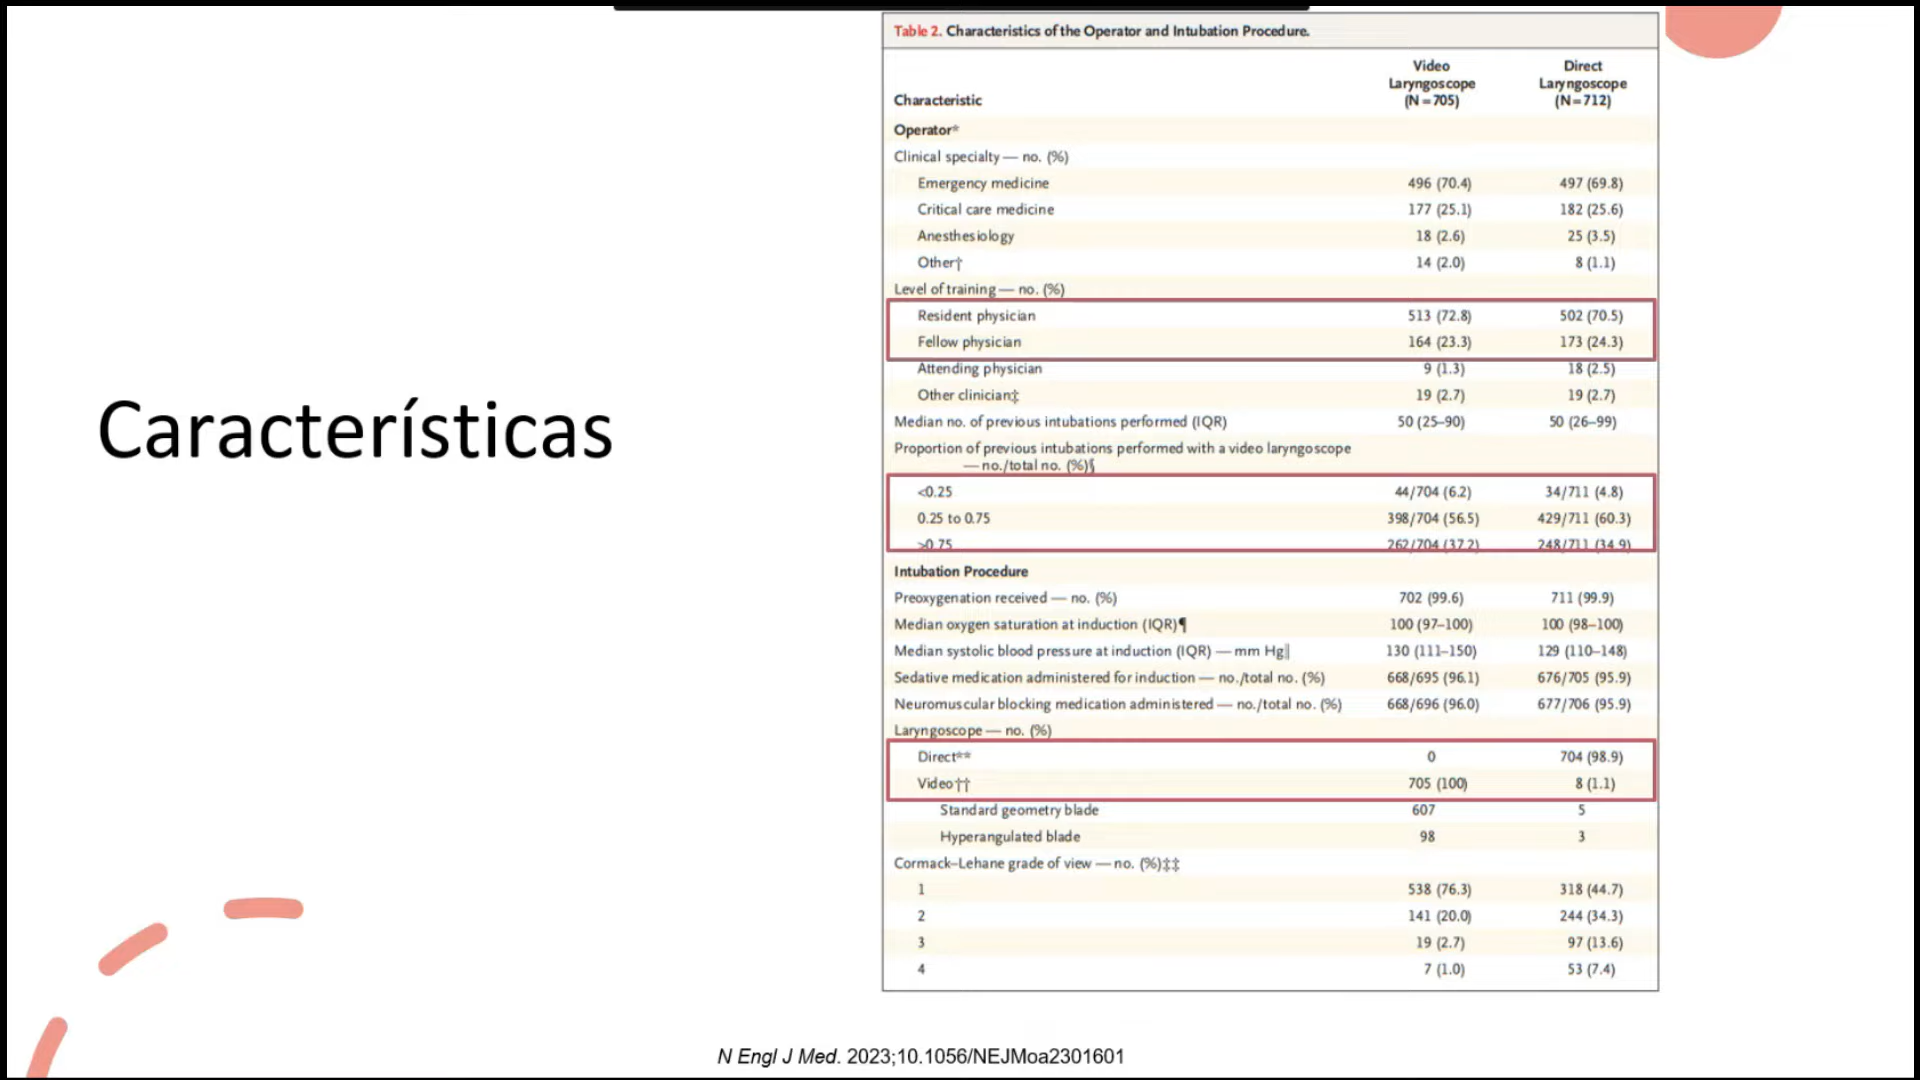 Características
Table 2. Characteristics of the Operator and Intubation Procedure.
Characteristic Video Laryngoscope (N=705) Direct Laryngoscope (N=712)
Operator*
Clinical specialty — no. (%)
Emergency medicine 496 (70.4) 497 (69.8)
Critical care medicine 177 (25.1) 182 (25.6)
Anesthesiology 18 (2.6) 25 (3.5)
Other† 14 (2.0) 8 (1.1)
Level of training — no. (%)
Resident physician 513 (72.8) 502 (70.5)
Fellow physician 164 (23.3) 173 (24.3)
Attending physician 9 (1.3) 18 (2.5)
Other clinician‡ 19 (2.7) 19 (2.7)
Median no. of previous intubations performed (IQR) 50 (25–90) 50 (26–99)
Proportion of previous intubations performed with a video laryngoscope
— no./total no. (%)§
<0.25 44/704 (6.2) 34/711 (4.8)
0.25 to 0.75 398/704 (56.5) 429/711 (60.3)
>0.75 262/704 (37.2) 248/711 (34.9)
Intubation Procedure
Preoxygenation received — no. (%) 702 (99.6) 711 (99.9)
Median oxygen saturation at induction (IQR)¶ 100 (97–100) 100 (98–100)
Median systolic blood pressure at induction (IQR) — mm Hg‖ 130 (111–150) 129 (110–148)
Sedative medication administered for induction — no./total no. (%) 668/695 (96.1) 676/705 (95.9)
Neuromuscular blocking medication administered — no./total no. (%) 668/696 (96.0) 677/706 (95.9)
Laryngoscope — no. (%)
Direct** 0 704 (98.9)
Video†† 705 (100) 8 (1.1)
Standard geometry blade 607 5
Hyperangulated blade 98 3
Cormack–Lehane grade of view — no. (%)‡‡
1 538 (76.3) 318 (44.7)
2 141 (20.0) 244 (34.3)
3 19 (2.7) 97 (13.6)
4 7 (1.0) 53 (7.4)
N Engl J Med. 2023;10.1056/NEJMoa2301601